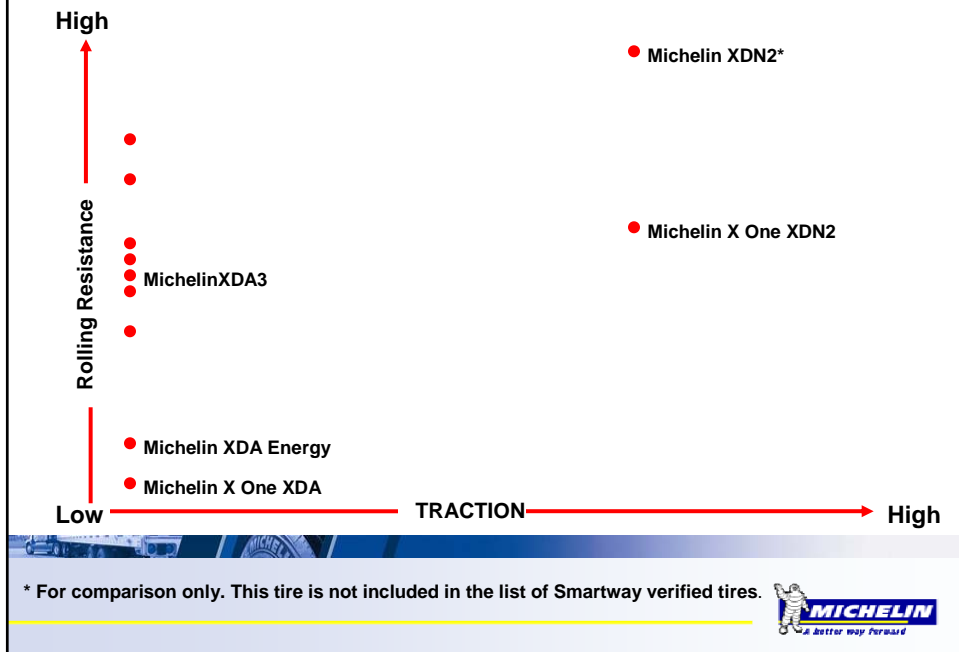 High
Michelin XDN2*
Rolling Resistance
Michelin X One XDN2
MichelinXDA3
Michelin XDA Energy
Michelin X One XDA
Low
TRACTION
High
MICHELIN
* For comparison only. This tire is not included in the list of Smartway verified tires.
MICHELIN
A better way forward